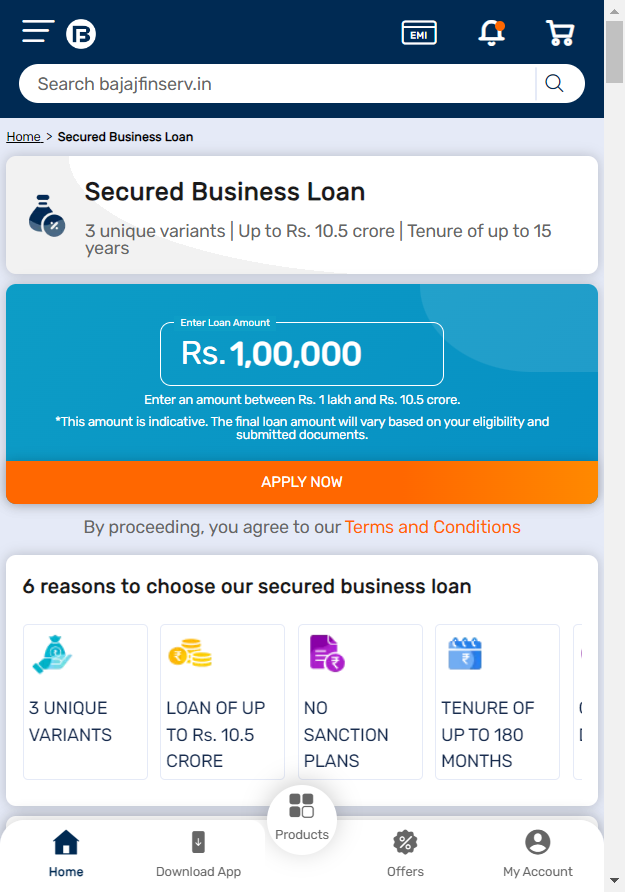 EMI
Search bajajfinserv.in
Home > Secured Business Loan
Secured Business Loan
3 unique variants | Up to Rs. 10.5 crore | Tenure of up to 15
years
Enter Loan Amount
Rs. 1,00,000
Enter an amount between Rs. 1 lakh and Rs. 10.5 crore.
*This amount is indicative. The final loan amount will vary based on your eligibility and
submitted documents.
APPLY NOW
By proceeding, you agree to our Terms and Conditions
6 reasons to choose our secured business loan
3 UNIQUE
VARIANTS
LOAN OF UP
TO Rs. 10.5
CRORE
NO
SANCTION
PLANS
TENURE OF
UP TO 180
MONTHS
Home
Download App
Products
Offers
My Account